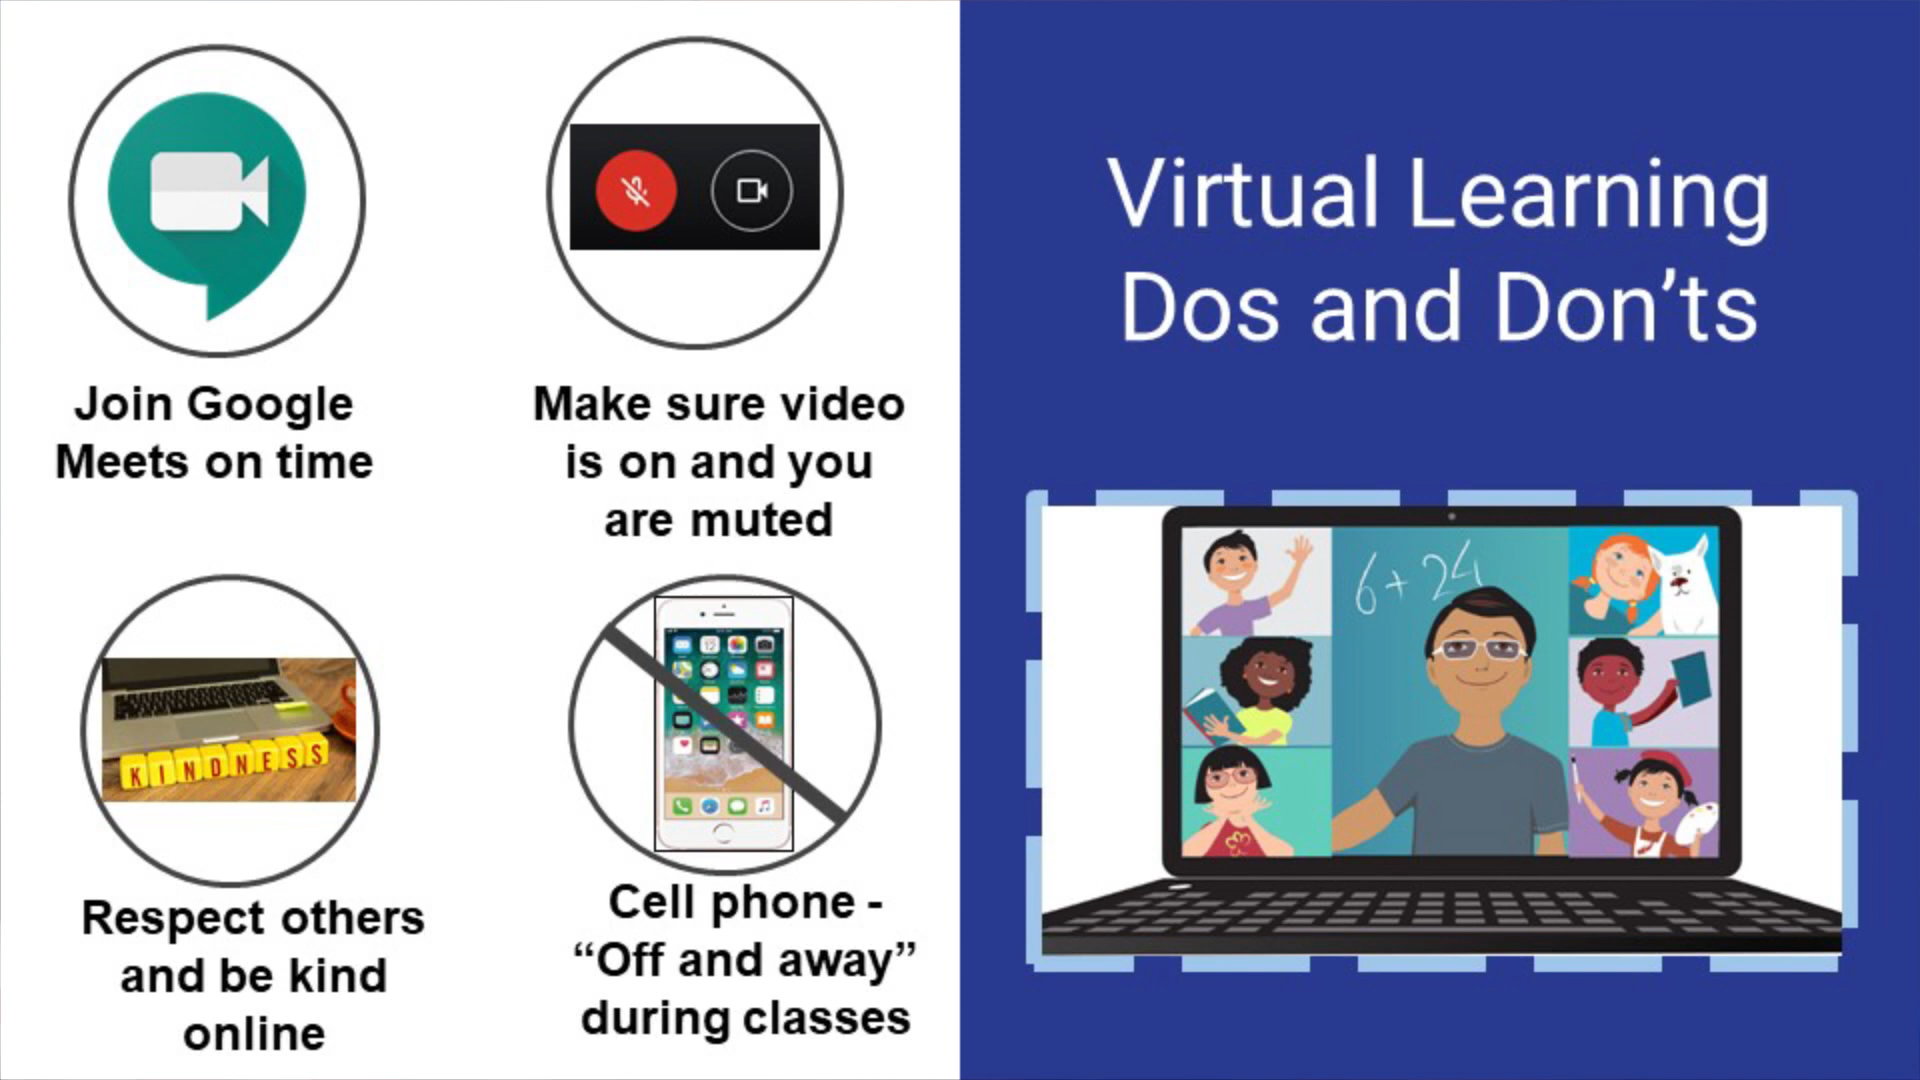 Join Google
Meets on time
Make sure video
is on and you
are muted
KINDNESS
Respect others
and be kind
online
Cell phone -
“Off and away”
during classes
Virtual Learning
Dos and Don’ts
6+ 24